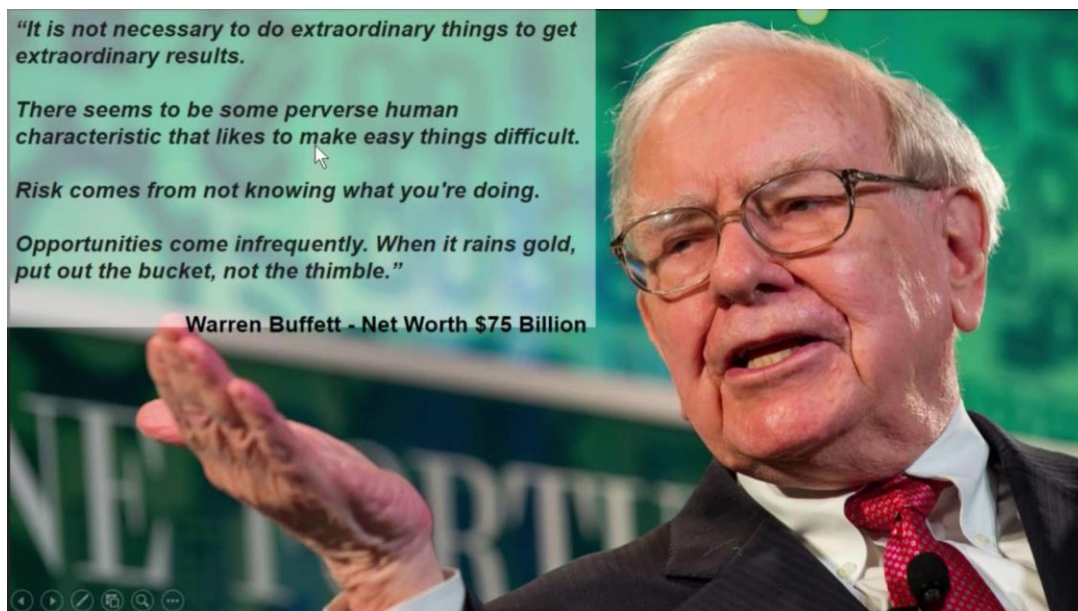 “It is not necessary to do extraordinary things to get
extraordinary results.
There seems to be some perverse human
characteristic that likes to make easy things difficult.
Risk comes from not knowing what you're doing.
Opportunities come infrequently. When it rains gold,
put out the bucket, not the thimble.”
Warren Buffett - Net Worth $75 Billion